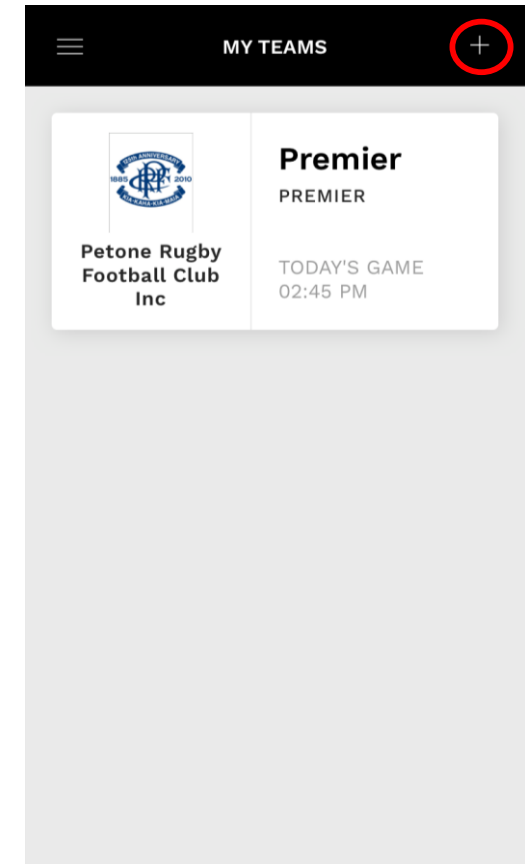 MY TEAMS
125th ANNIVERSARY
1885 2010
KIA-KAHA-KIA-MAIA
Petone Rugby
Football Club
Inc
Premier
PREMIER
TODAY'S GAME
02:45 PM